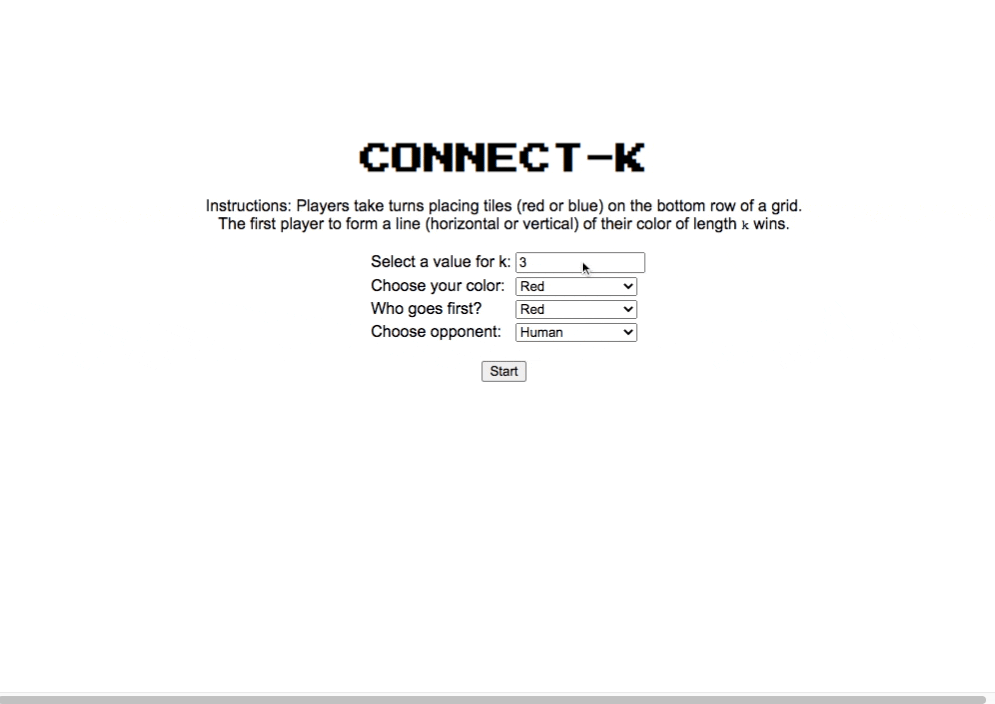 CONNECT-K
Instructions: Players take turns placing tiles (red or blue) on the bottom row of a grid.
The first player to form a line (horizontal or vertical) of their color of length k wins.
Select a value for k: 3
Choose your color: Red
Who goes first? Red
Choose opponent: Human
Start